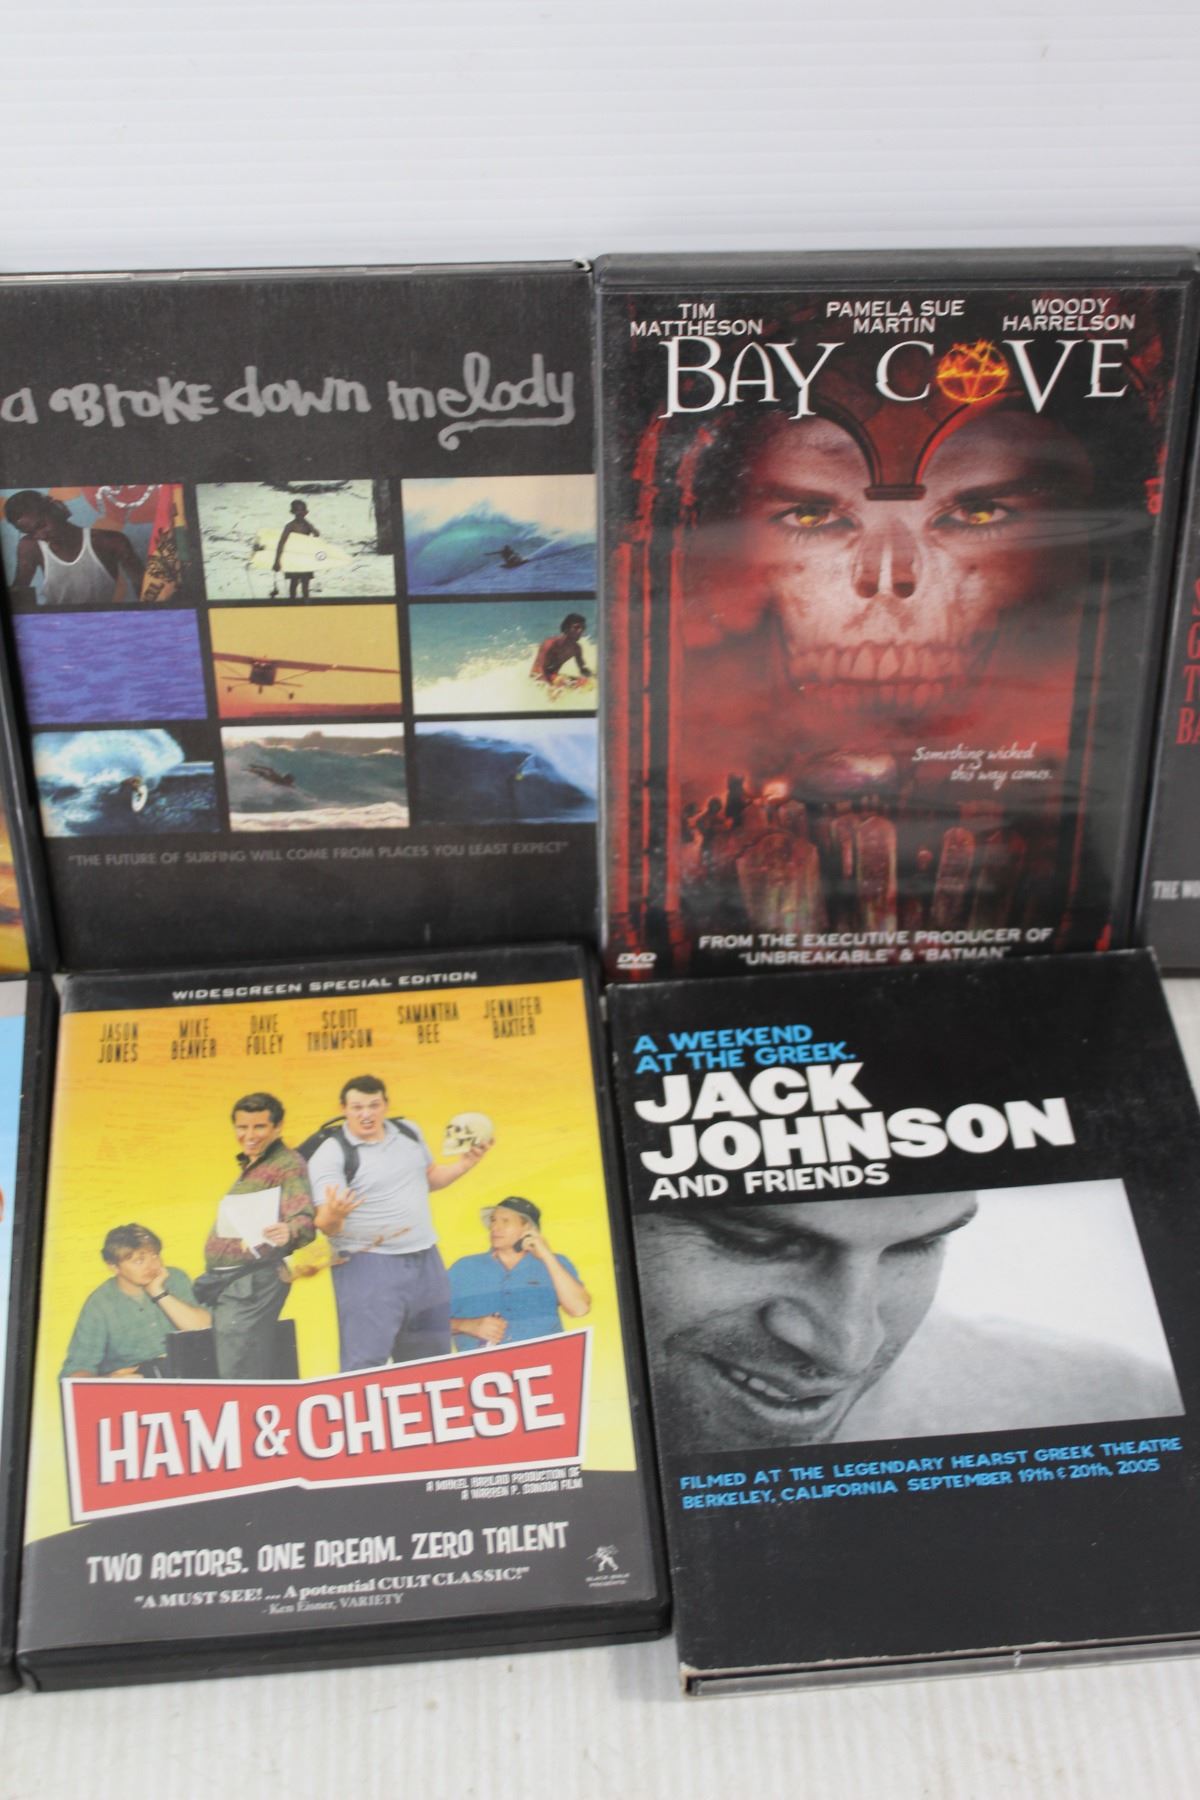 a Broke down melody
"THE FUTURE OF SURFING WILL COME FROM PLACES YOU LEAST EXPECT"
TIM MATTHESON
PAMELA SUE MARTIN
WOODY HARRELSON
BAY COVE
Something wicked
this way comes.
FROM THE EXECUTIVE PRODUCER OF
"UNBREAKABLE" & "BATMAN"
DVD
WIDESCREEN SPECIAL EDITION
JASON JONES
MIKE BEAVER
DAVE FOLEY
SCOTT THOMPSON
SAMANTHA BEE
JENNIFER BAXTER
HAM & CHEESE
A WARREN P. SONODA FILM
TWO ACTORS. ONE DREAM. ZERO TALENT
"A MUST SEE! ... A potential CULT CLASSIC!"
- Ken Eisner, VARIETY
A WEEKEND
AT THE GREEK.
JACK
JOHNSON
AND FRIENDS
FILMED AT THE LEGENDARY HEARST GREEK THEATRE
BERKELEY, CALIFORNIA SEPTEMBER 19th & 20th, 2005